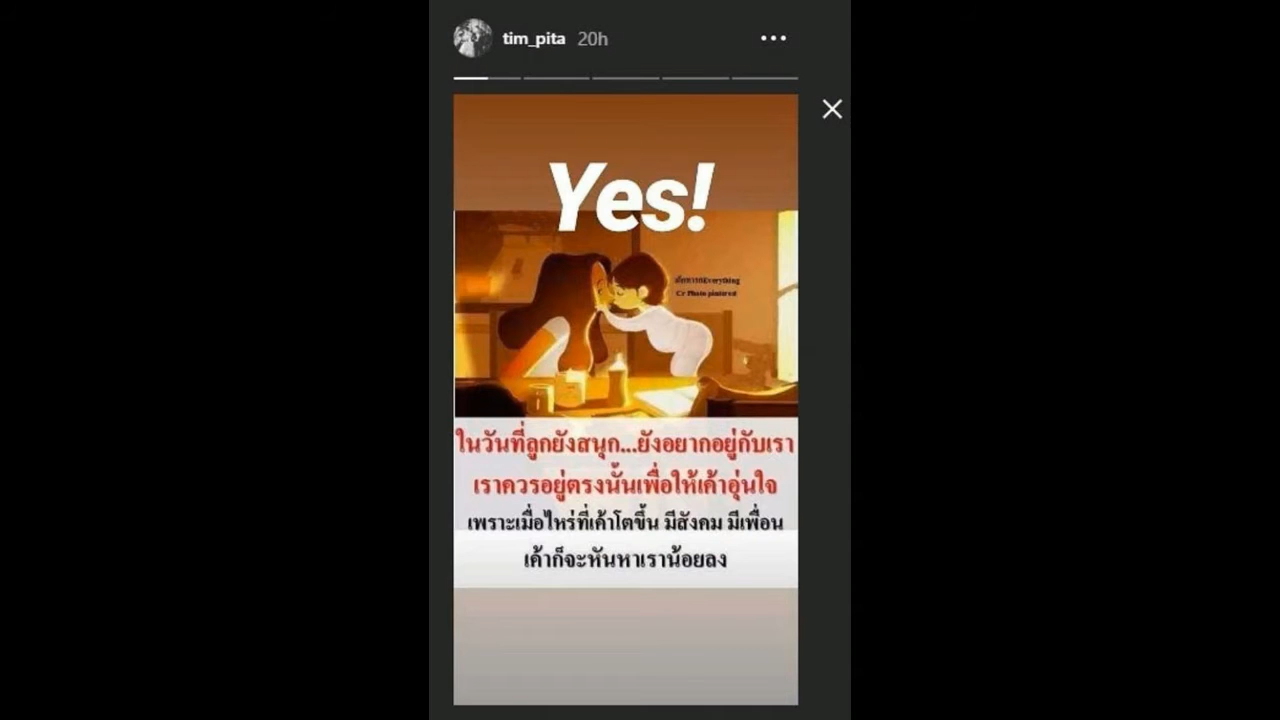 tim_pita 20h
Yes!
Cr Photo pinterest
ในวันที่ลูกยังสนุก...ยังอยากอยู่กับเรา
เราควรอยู่ตรงนั้นเพื่อให้เค้าอุ่นใจ
เพราะเมื่อไหร่ที่เค้าโตขึ้น มีสังคม มีเพื่อน
เค้าก็จะหันหาเราน้อยลง